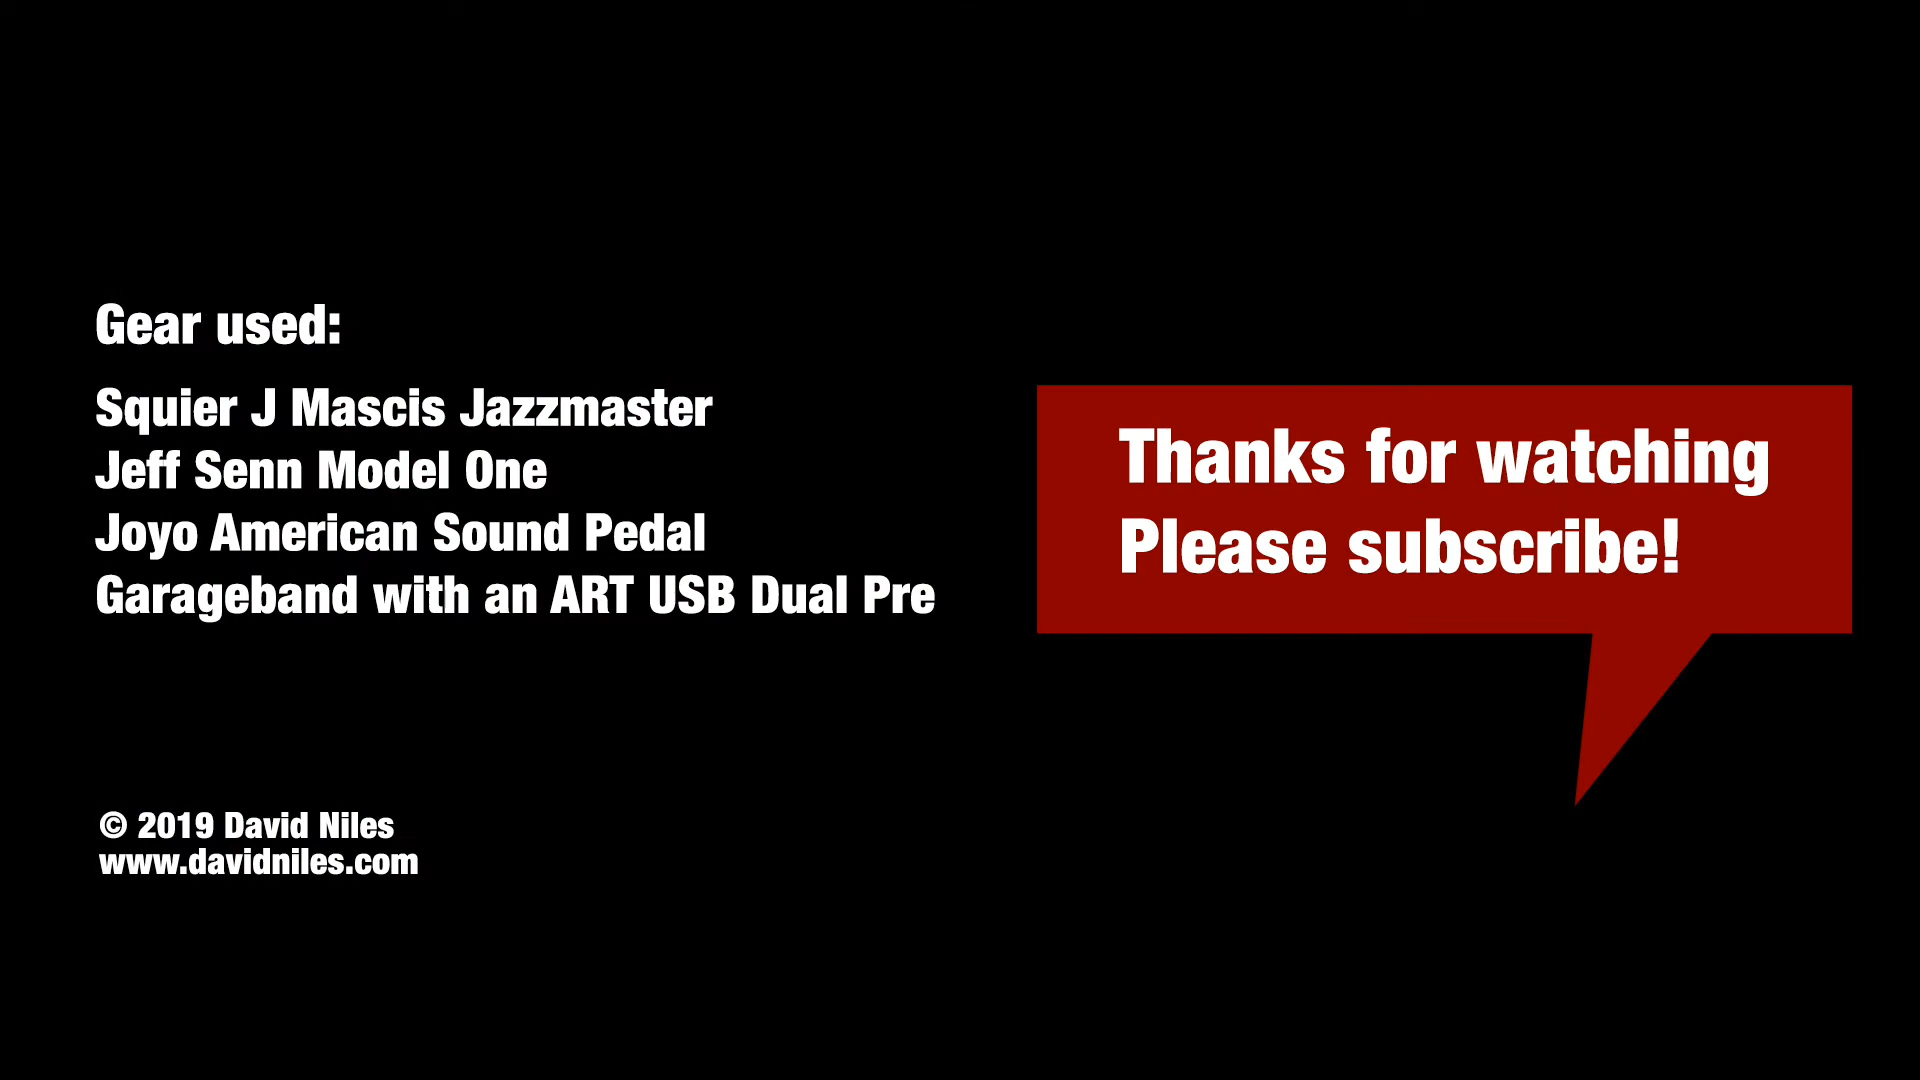 Gear used:
Squier J Mascis Jazzmaster
Jeff Senn Model One
Joyo American Sound Pedal
Garageband with an ART USB Dual Pre
Thanks for watching
Please subscribe!
© 2019 David Niles
www.davidniles.com